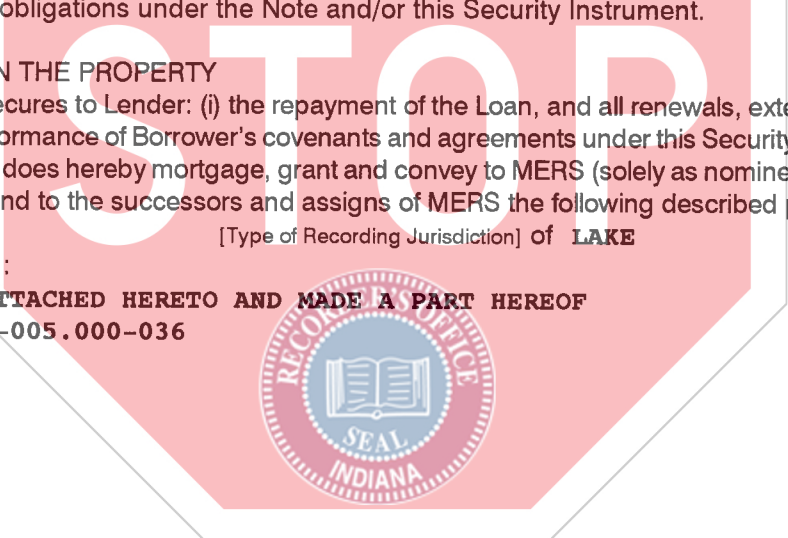 obligations under the Note and/or this Security Instrument.
STOP
N THE PROPERTY
ecures to Lender: (i) the repayment of the Loan, and all renewals, exte
ormance of Borrower's covenants and agreements under this Security
does hereby mortgage, grant and convey to MERS (solely as nomine
nd to the successors and assigns of MERS the following described p
[Type of Recording Jurisdiction] of LAKE
:
TTACHED HERETO AND MADE A PART HEREOF
-005.000-036
RECORDER'S OFFICE
SEAL
INDIANA